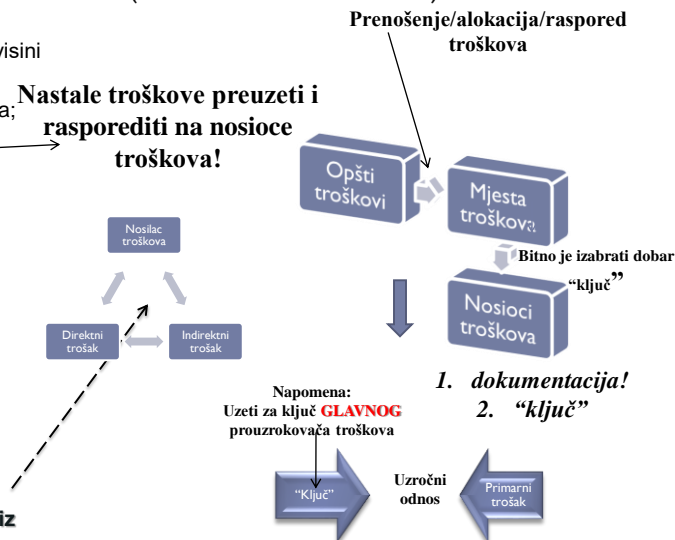 Prenošenje/alokacija/raspored
troškova
visini
a;
Nastale troškove preuzeti i
rasporediti na nosioce
troškova!
Opšti
troškovi
Mjesta
troškova
Bitno je izabrati dobar
“ključ”
Nosioci
troškova
Nosilac
troškova
Direktni
trošak
Indirektni
trošak
1. dokumentacija!
2. “ključ”
Napomena:
Uzeti za ključ GLAVNOG
prouzrokovača troškova
“Ključ”
Uzročni
odnos
Primarni
trošak
iz